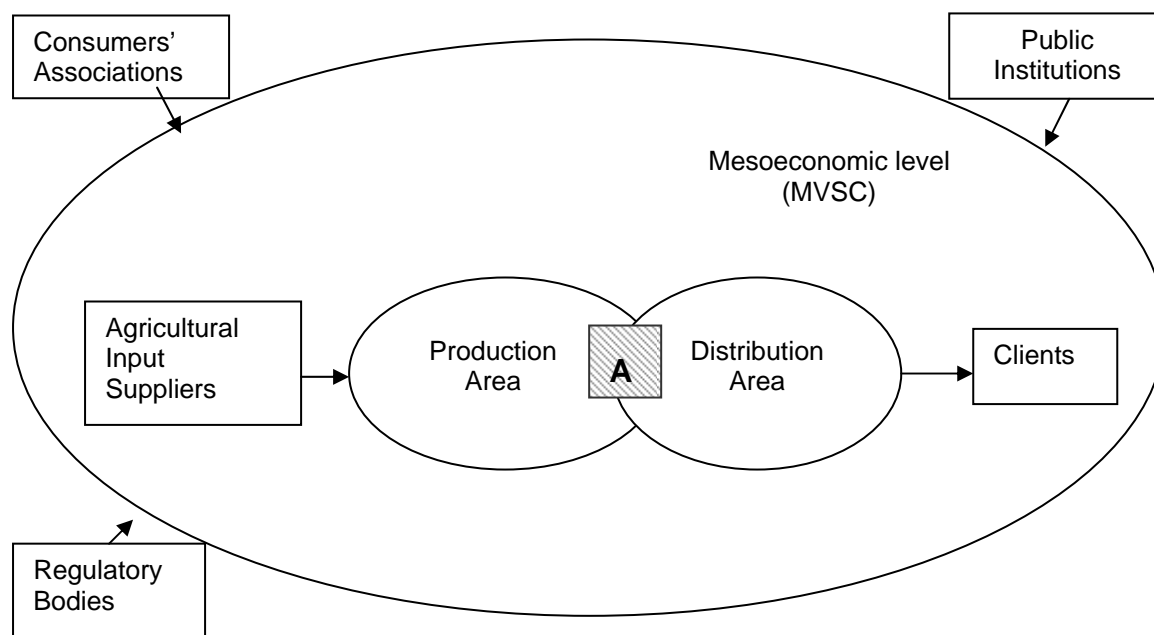 Consumers’
Associations
Public
Institutions
Mesoeconomic level
(MVSC)
Agricultural
Input
Suppliers
Production
Area
A
Distribution
Area
Clients
Regulatory
Bodies